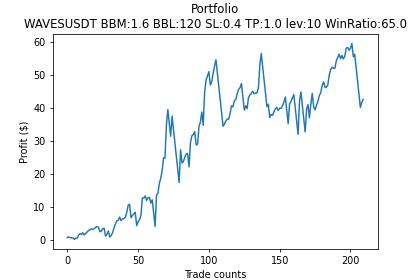 Portfolio
WAVESUSDT BBM:1.6 BBL:120 SL:0.4 TP:1.0 lev:10 WinRatio:65.0
60
50
40
30
20
10
0
Profit ($)
0 50 100 150 200
Trade counts